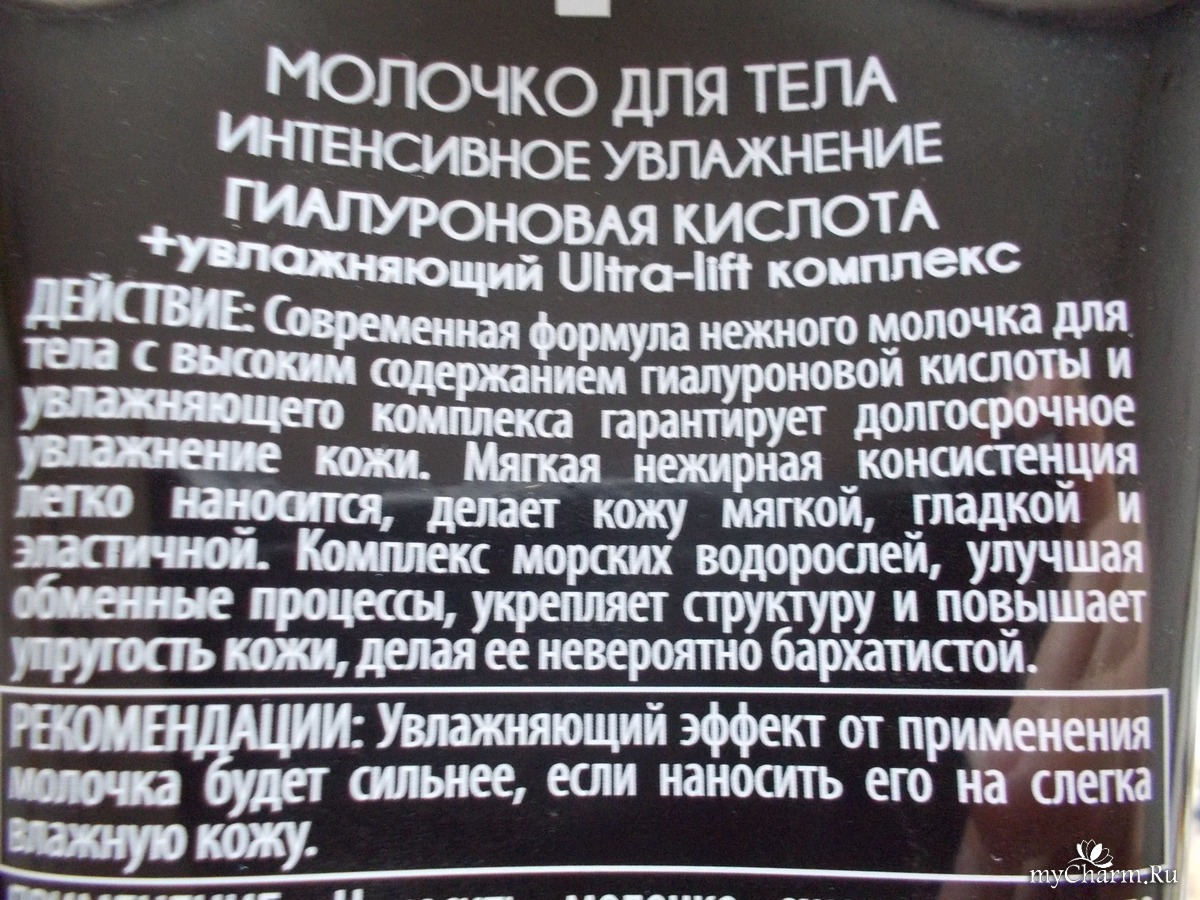 МОЛОЧКО ДЛЯ ТЕЛА
ИНТЕНСИВНОЕ УВЛАЖНЕНИЕ
ГИАЛУРОНОВАЯ КИСЛОТА
+увлажняющий Ultra-lift комплекс
ДЕЙСТВИЕ: Современная формула нежного молочка для
тела с высоким содержанием гиалуроновой кислоты и
увлажняющего комплекса гарантирует долгосрочное
увлажнение кожи. Мягкая нежирная консистенция
легко наносится, делает кожу мягкой, гладкой и
эластичной. Комплекс морских водорослей, улучшая
обменные процессы, укрепляет структуру и повышает
упругость кожи, делая ее невероятно бархатистой.
РЕКОМЕНДАЦИИ: Увлажняющий эффект от применения
молочка будет сильнее, если наносить его на слегка
влажную кожу.
myCharm.Ru